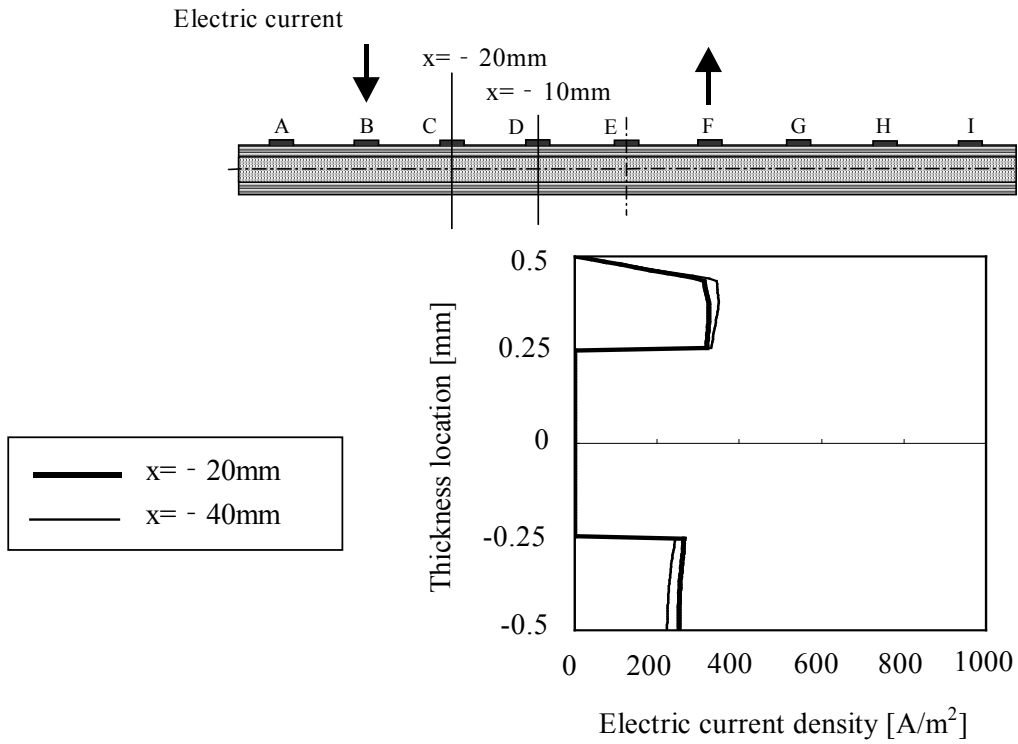 Electric current
x= - 20mm
x= - 10mm
A B C D E F G H I
0.5
0.25
0
-0.25
-0.5
Thickness location [mm]
x= - 20mm
x= - 40mm
0 200 400 600 800 1000
Electric current density [A/m²]